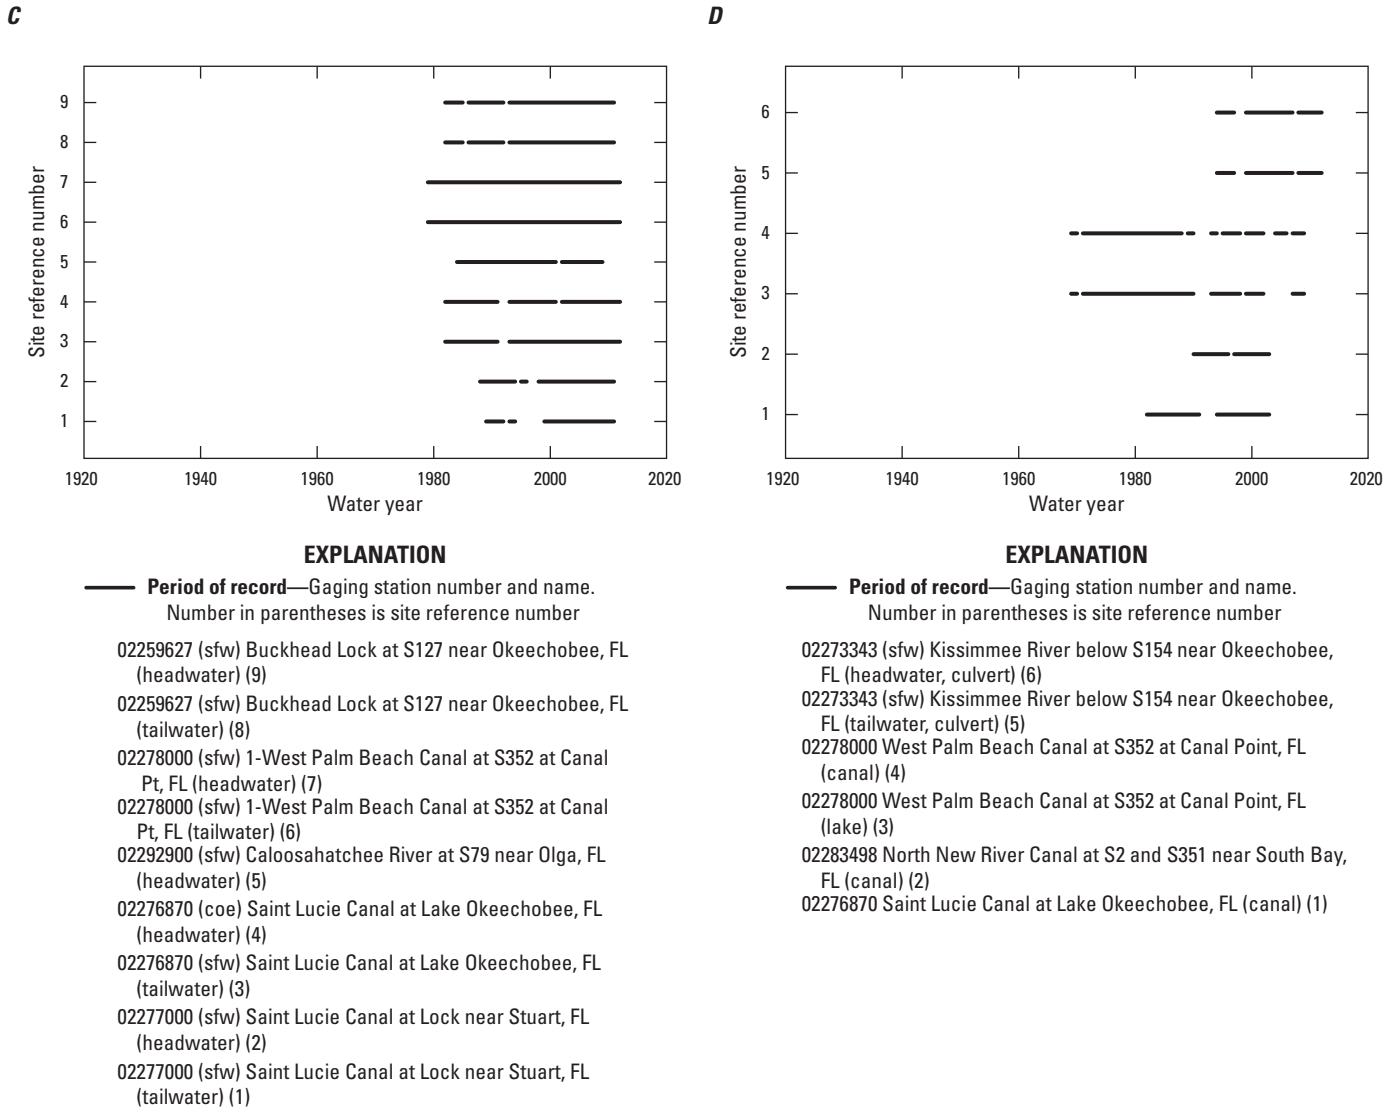 C
9
8
7
6
5
4
3
2
1
Site reference number
1920 1940 1960 1980 2000 2020
Water year
EXPLANATION
Period of record—Gaging station number and name.
Number in parentheses is site reference number
02259627 (sfw) Buckhead Lock at S127 near Okeechobee, FL
(headwater) (9)
02259627 (sfw) Buckhead Lock at S127 near Okeechobee, FL
(tailwater) (8)
02278000 (sfw) 1-West Palm Beach Canal at S352 at Canal
Pt, FL (headwater) (7)
02278000 (sfw) 1-West Palm Beach Canal at S352 at Canal
Pt, FL (tailwater) (6)
02292900 (sfw) Caloosahatchee River at S79 near Olga, FL
(headwater) (5)
02276870 (coe) Saint Lucie Canal at Lake Okeechobee, FL
(headwater) (4)
02276870 (sfw) Saint Lucie Canal at Lake Okeechobee, FL
(tailwater) (3)
02277000 (sfw) Saint Lucie Canal at Lock near Stuart, FL
(headwater) (2)
02277000 (sfw) Saint Lucie Canal at Lock near Stuart, FL
(tailwater) (1)
D
6
5
4
3
2
1
Site reference number
1920 1940 1960 1980 2000 2020
Water year
EXPLANATION
Period of record—Gaging station number and name.
Number in parentheses is site reference number
02273343 (sfw) Kissimmee River below S154 near Okeechobee,
FL (headwater, culvert) (6)
02273343 (sfw) Kissimmee River below S154 near Okeechobee,
FL (tailwater, culvert) (5)
02278000 West Palm Beach Canal at S352 at Canal Point, FL
(canal) (4)
02278000 West Palm Beach Canal at S352 at Canal Point, FL
(lake) (3)
02283498 North New River Canal at S2 and S351 near South Bay,
FL (canal) (2)
02276870 Saint Lucie Canal at Lake Okeechobee, FL (canal) (1)